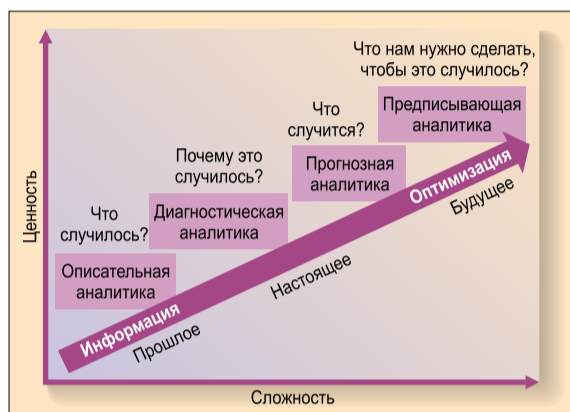 Что нам нужно сделать,
чтобы это случилось?
Предписывающая
аналитика
Что
случится?
Прогнозная
аналитика
Почему это
случилось?
Диагностическая
аналитика
Что
случилось?
Описательная
аналитика
Информация
Оптимизация
Прошлое
Настоящее
Будущее
Ценность
Сложность